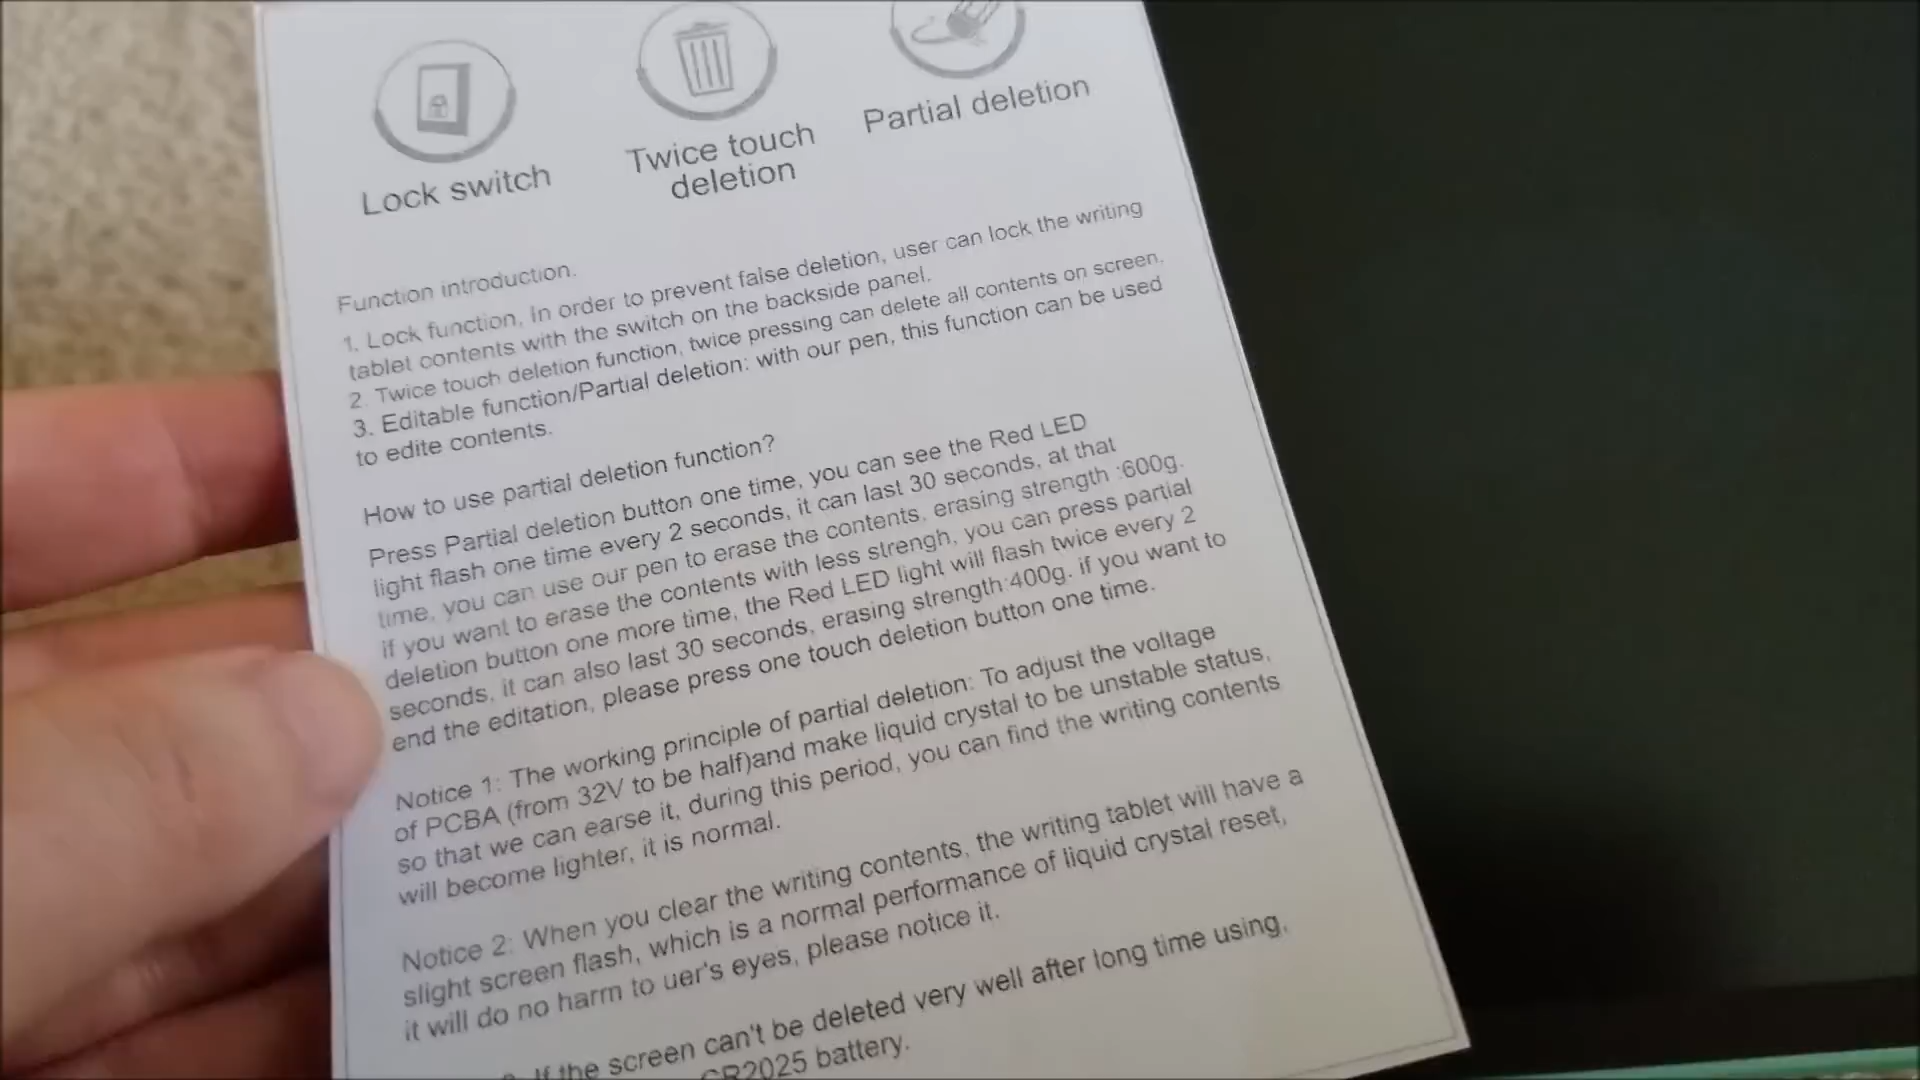 Lock switch
Twice touch
deletion
Partial deletion
Function introduction.
1. Lock function, In order to prevent false deletion, user can lock the writing
tablet contents with the switch on the backside panel.
2. Twice touch deletion function, twice pressing can delete all contents on screen.
3. Editable function/Partial deletion: with our pen, this function can be used
to edite contents.
How to use partial deletion function?
Press Partial deletion button one time, you can see the Red LED
light flash one time every 2 seconds, it can last 30 seconds, at that
time, you can use our pen to erase the contents, erasing strength :600g.
if you want to erase the contents with less strengh, you can press partial
deletion button one more time, the Red LED light will flash twice every 2
seconds, it can also last 30 seconds, erasing strength:400g. if you want to
end the editation, please press one touch deletion button one time.
Notice 1: The working principle of partial deletion: To adjust the voltage
of PCBA (from 32V to be half)and make liquid crystal to be unstable status,
so that we can earse it, during this period, you can find the writing contents
will become lighter, it is normal.
Notice 2: When you clear the writing contents, the writing tablet will have a
slight screen flash, which is a normal performance of liquid crystal reset,
it will do no harm to uer's eyes, please notice it.
If the screen can't be deleted very well after long time using,
CR2025 battery.